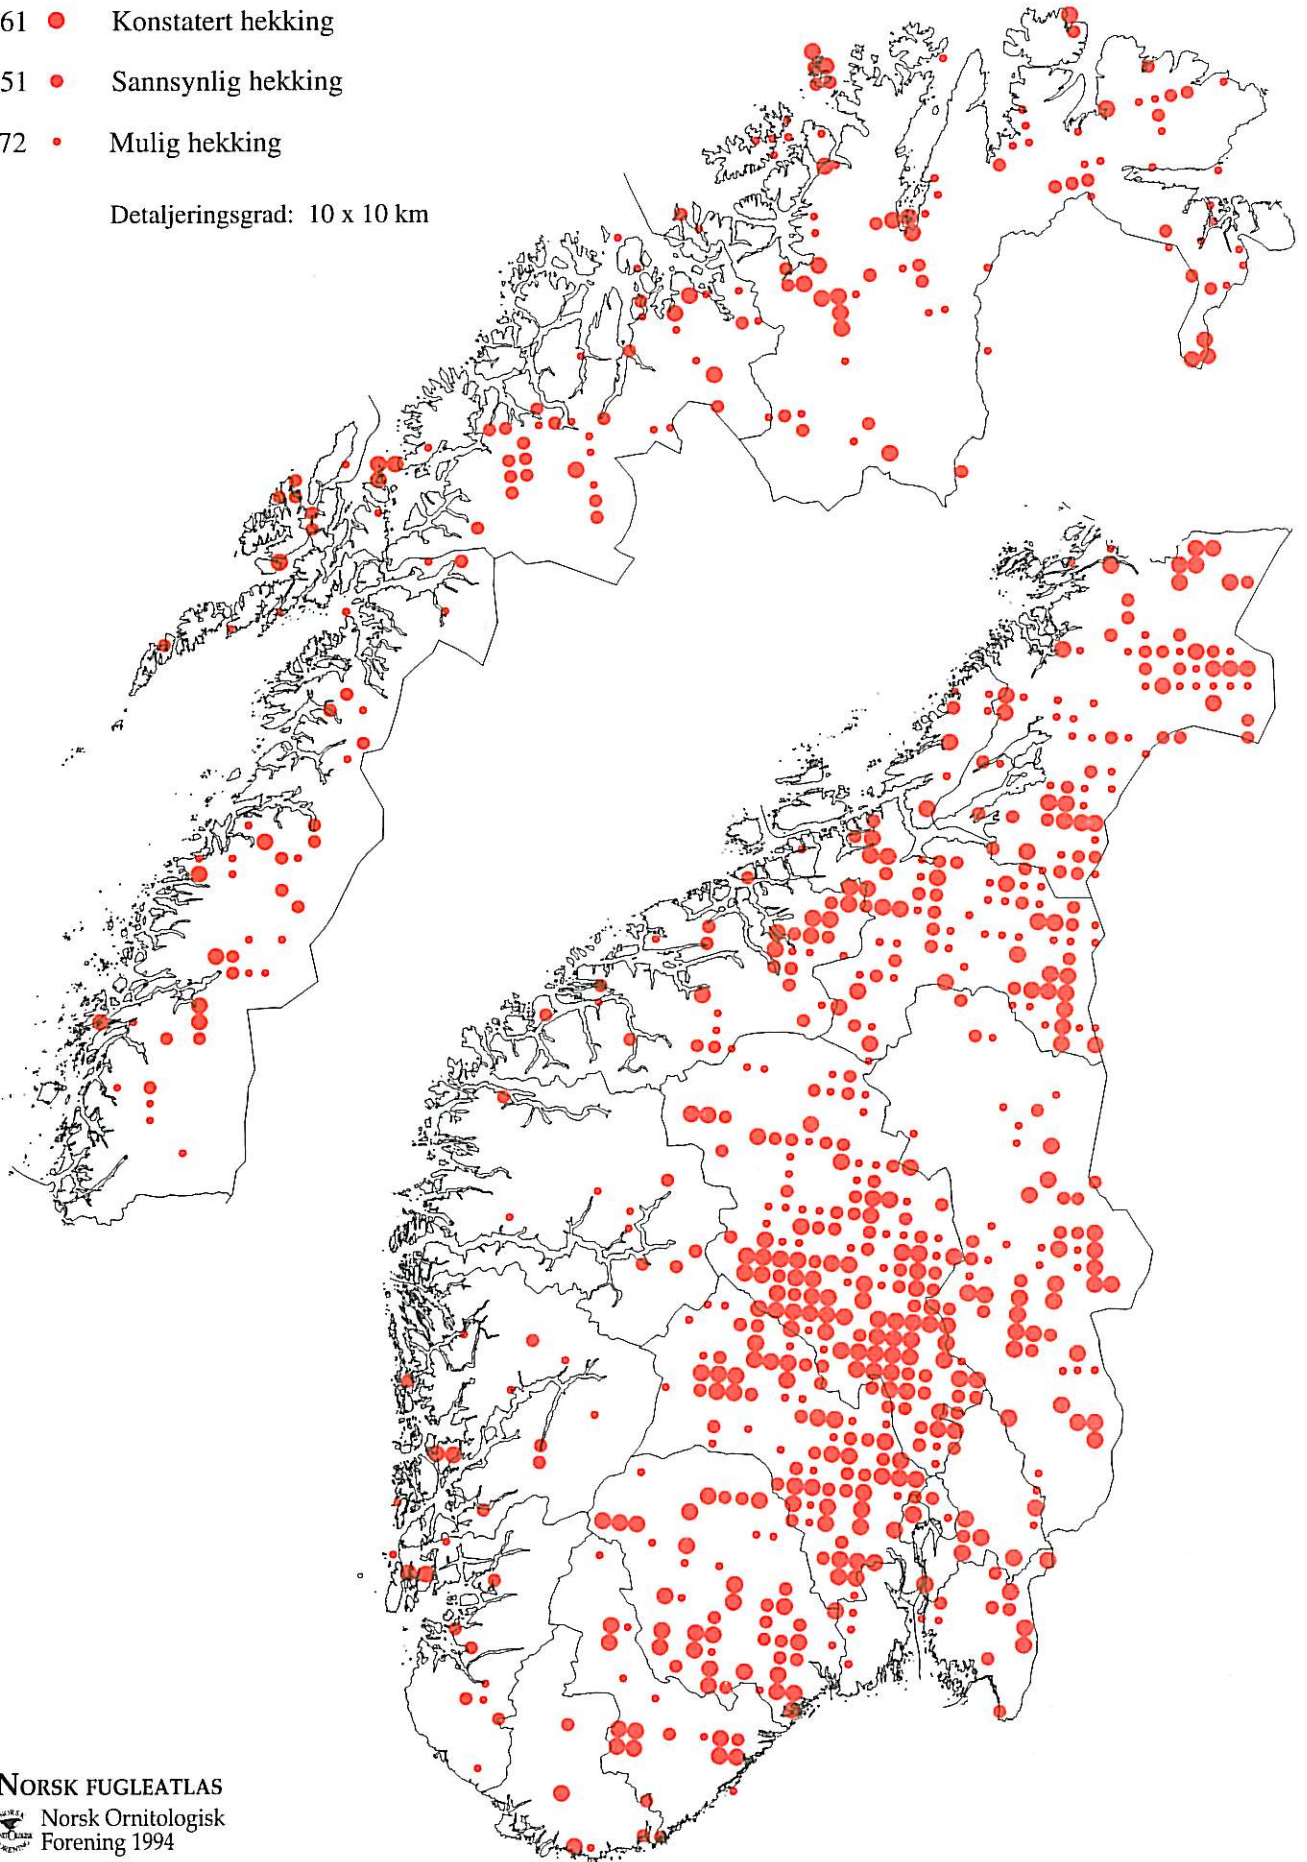 61 Konstatert hekking
51 Sannsynlig hekking
72 Mulig hekking
Detaljeringsgrad: 10 x 10 km
NORSK FUGLEATLAS
Norsk Ornitologisk
Forening 1994